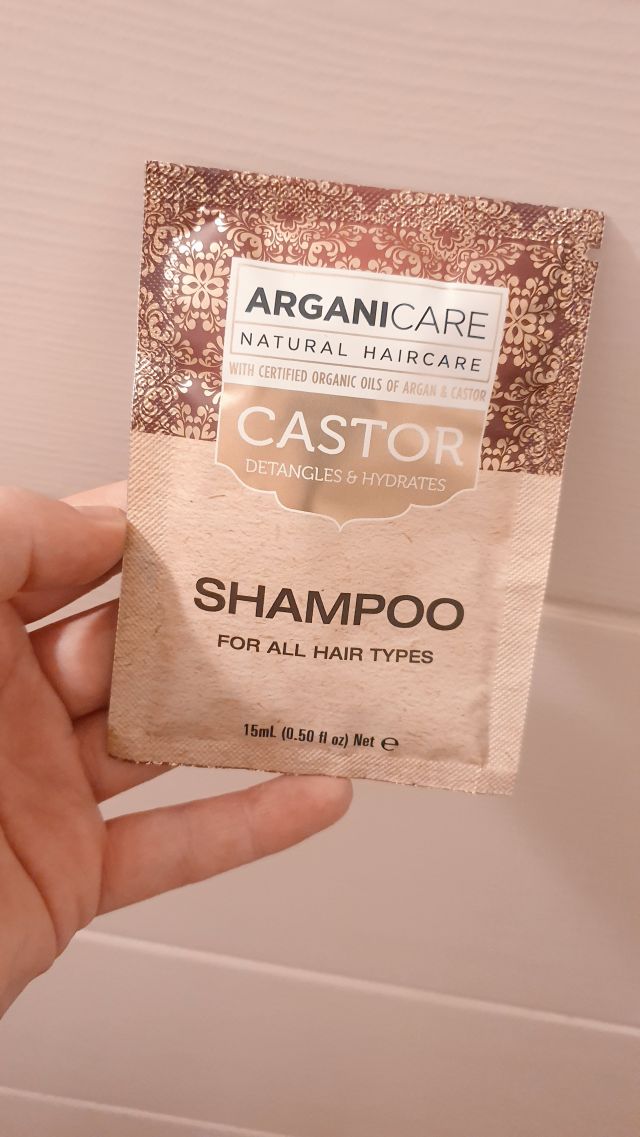 ARGANICARE
NATURAL HAIRCARE
WITH CERTIFIED ORGANIC OILS OF ARGAN & CASTOR
CASTOR
DETANGLES & HYDRATES
SHAMPOO
FOR ALL HAIR TYPES
15mL (0.50 fl oz) Net ℮